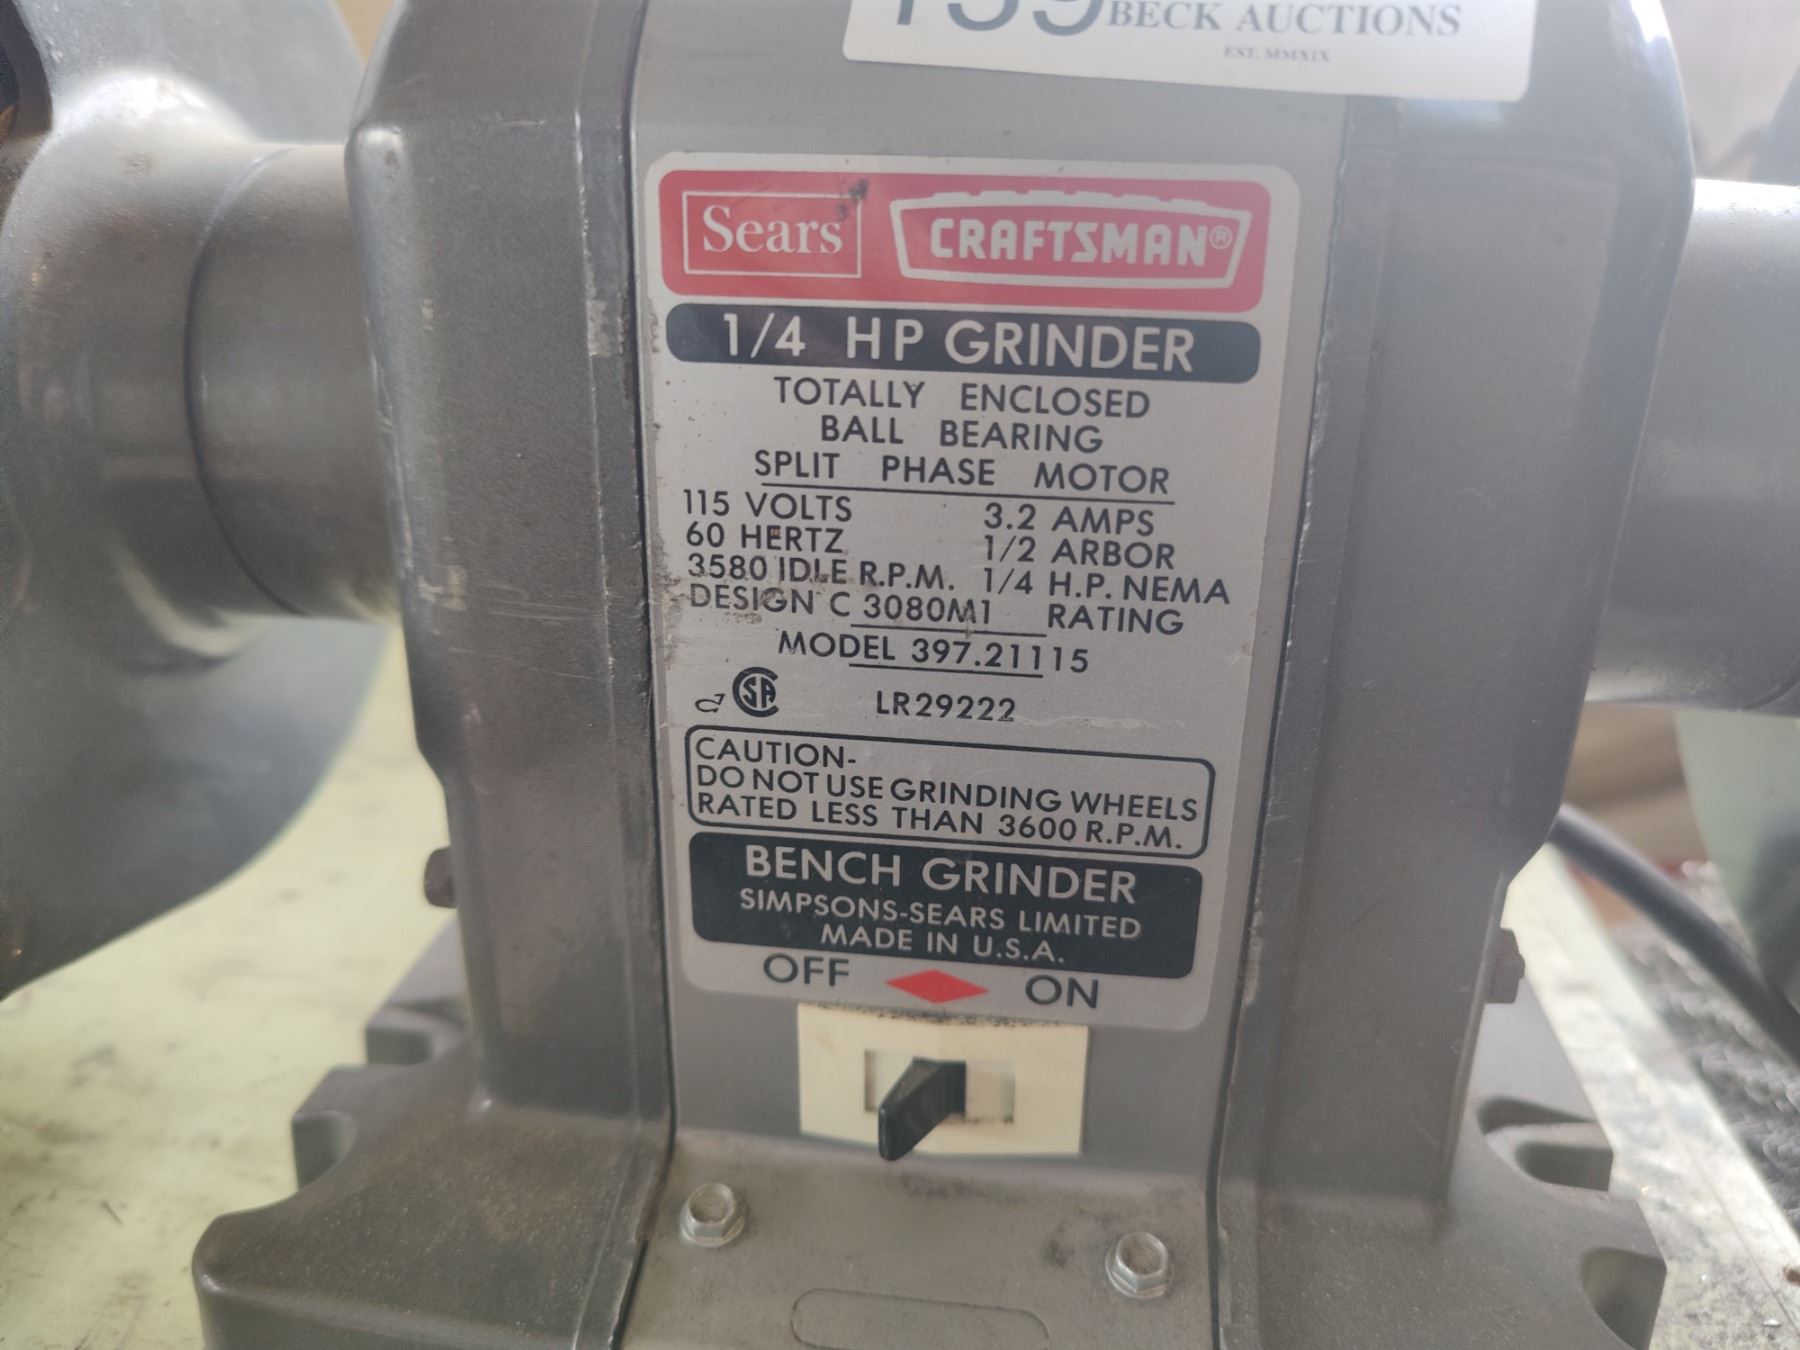 BECK AUCTIONS
EST. MMXIX
Sears CRAFTSMAN®
1/4 HP GRINDER
TOTALLY ENCLOSED
BALL BEARING
SPLIT PHASE MOTOR
115 VOLTS 3.2 AMPS
60 HERTZ 1/2 ARBOR
3580 IDLE R.P.M. 1/4 H.P. NEMA
DESIGN C 3080M1 RATING
MODEL 397.21115
CSA LR29222
CAUTION-
DO NOT USE GRINDING WHEELS
RATED LESS THAN 3600 R.P.M.
BENCH GRINDER
SIMPSONS-SEARS LIMITED
MADE IN U.S.A.
OFF ON